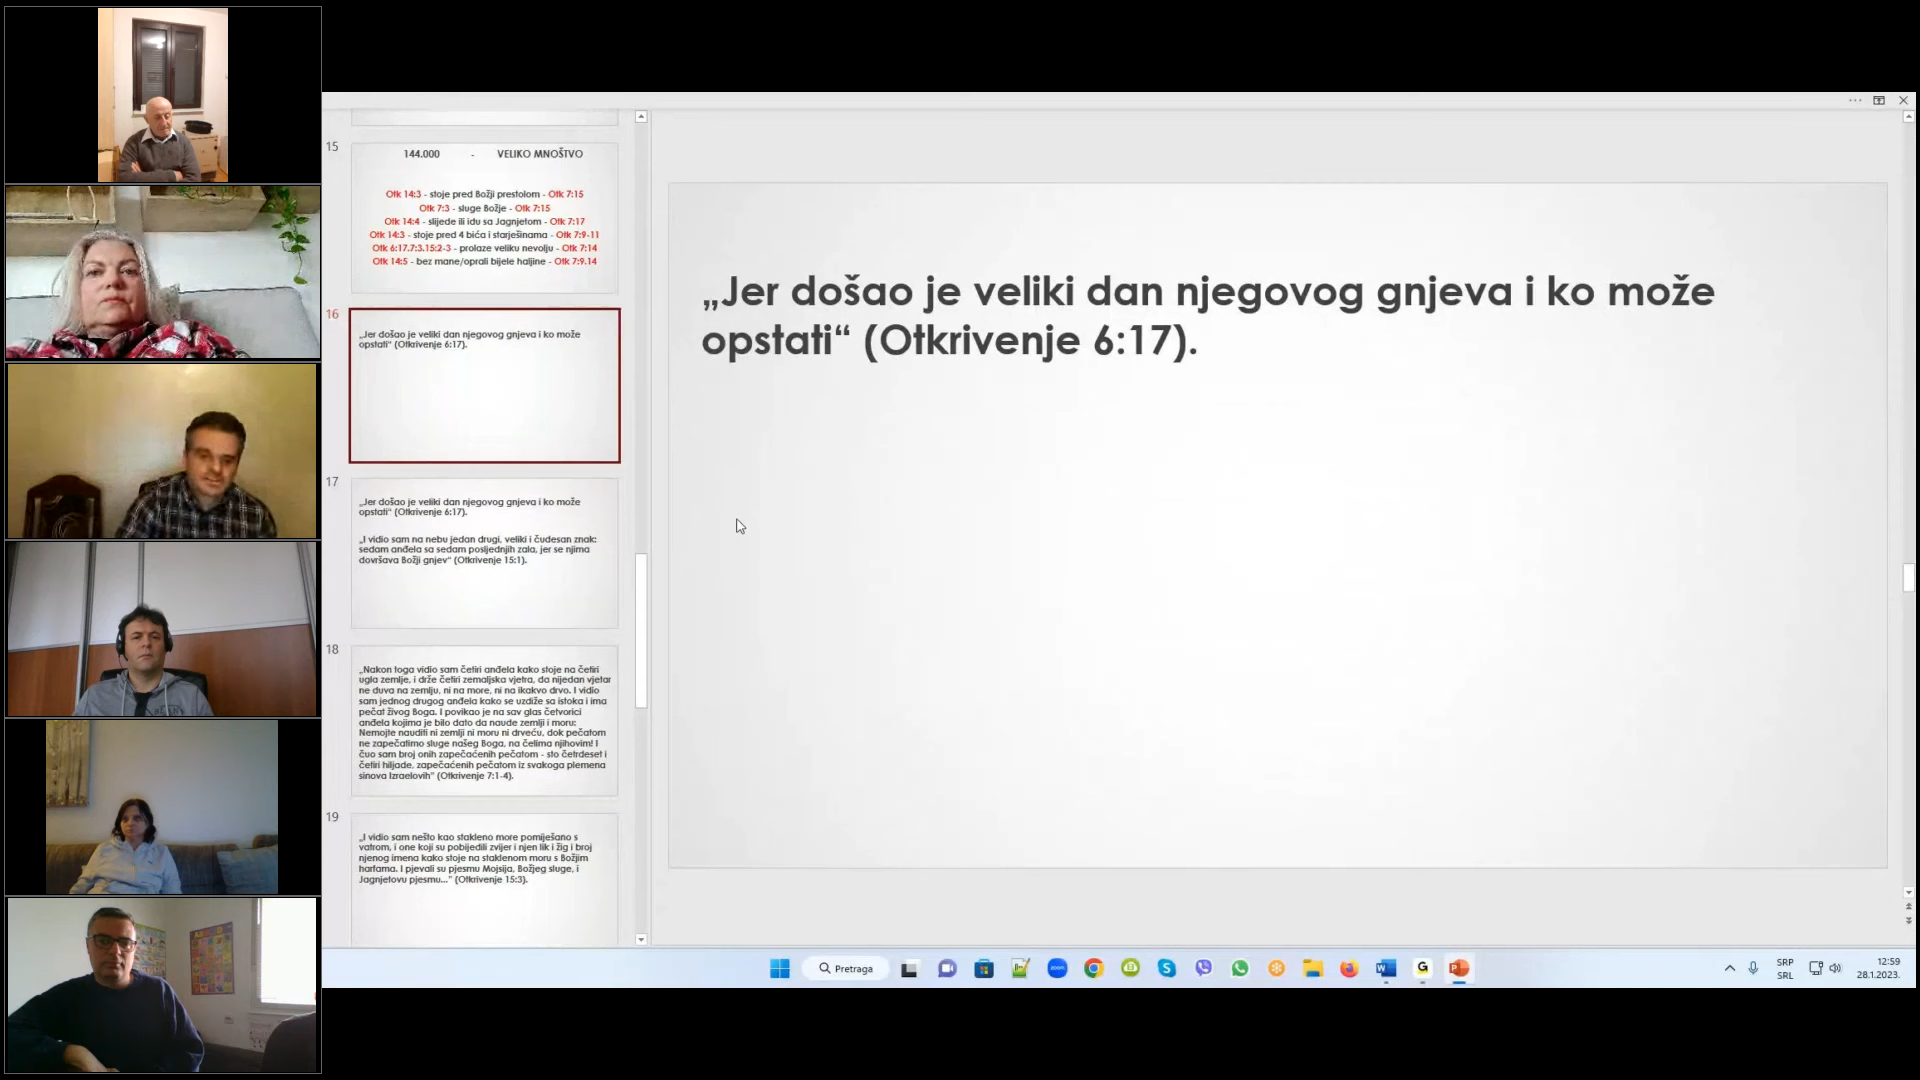 15
144.000 - VELIKO MNOŠTVO
Otk 14:3 - stoje pred Božji prestolom - Otk 7:15
Otk 7:3 - sluge Božje - Otk 7:15
Otk 14:4 - slijede ili idu sa Jagnjetom - Otk 7:17
Otk 14:3 - stoje pred 4 bića i starješinama - Otk 7:9-11
Otk 6:17,7:3,15:2-3 - prolaze veliku nevolju - Otk 7:14
Otk 14:5 - bez mane/oprali bijele haljine - Otk 7:9.14
16
„Jer došao je veliki dan njegovog gnjeva i ko može
opstati“ (Otkrivenje 6:17).
17
„Jer došao je veliki dan njegovog gnjeva i ko može
opstati“ (Otkrivenje 6:17).
„I vidio sam na nebu jedan drugi, veliki i čudesan znak:
sedam anđela sa sedam posljednjih zala, jer se njima
dovršava Božji gnjev“ (Otkrivenje 15:1).
18
„Nakon toga vidio sam četiri anđela kako stoje na četiri
ugla zemlje, i drže četiri zemaljska vjetra, da nijedan vjetar
ne duva na zemlju, ni na more, ni na ikakvo drvo. I vidio
sam jednog drugog anđela kako se uzdiže sa istoka i ima
pečat živog Boga. I povikao je na sav glas četvorici
anđela kojima je bilo dato da naude zemlji i moru:
Nemojte nauditi ni zemlji ni moru ni drveću, dok pečatom
ne zapečatimo sluge našeg Boga, na čelima njihovim! I
čuo sam broj onih zapečaćenih pečatom - sto četrdeset i
četiri hiljade, zapečaćenih pečatom iz svakoga plemena
sinova Izraelovih” (Otkrivenje 7:1-4).
19
„I vidio sam nešto kao stakleno more pomiješano s
vatrom, i one koji su pobijedili zvijer i njen lik i žig i broj
njenog imena kako stoje na staklenom moru s Božjim
harfama. I pjevali su pjesmu Mojsija, Božjeg sluge, i
Jagnjetovu pjesmu...” (Otkrivenje 15:3).
„Jer došao je veliki dan njegovog gnjeva i ko može
opstati“ (Otkrivenje 6:17).
Pretraga
zoom
SRP
SRL
12:59
28.1.2023.